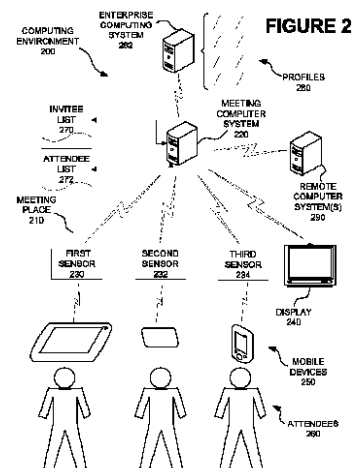 FIGURE 2
ENTERPRISE
COMPUTING
SYSTEM
282
COMPUTING
ENVIRONMENT
200
PROFILES
280
INVITEE
LIST
270
MEETING
COMPUTER
SYSTEM
220
ATTENDEE
LIST
272
MEETING
PLACE
210
REMOTE
COMPUTER
SYSTEM(S)
290
FIRST
SENSOR
230
SECOND
SENSOR
232
THIRD
SENSOR
234
DISPLAY
240
MOBILE
DEVICES
250
ATTENDEES
260